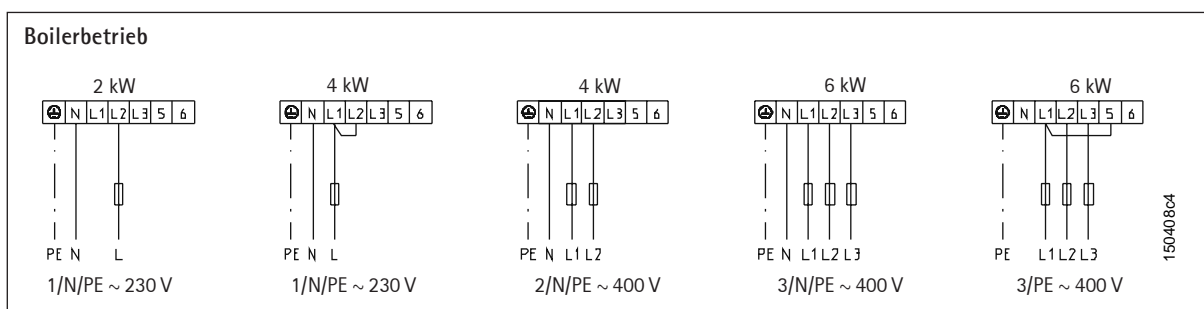 Boilerbetrieb
2 kW
4 kW
4 kW
6 kW
6 kW
N L1 L2 L3 5 6
N L1 L2 L3 5 6
N L1 L2 L3 5 6
N L1 L2 L3 5 6
N L1 L2 L3 5 6
PE N L
PE N L
PE N L1 L2
PE N L1 L2 L3
PE L1 L2 L3
1/N/PE ~ 230 V
1/N/PE ~ 230 V
2/N/PE ~ 400 V
3/N/PE ~ 400 V
3/PE ~ 400 V
150408c4